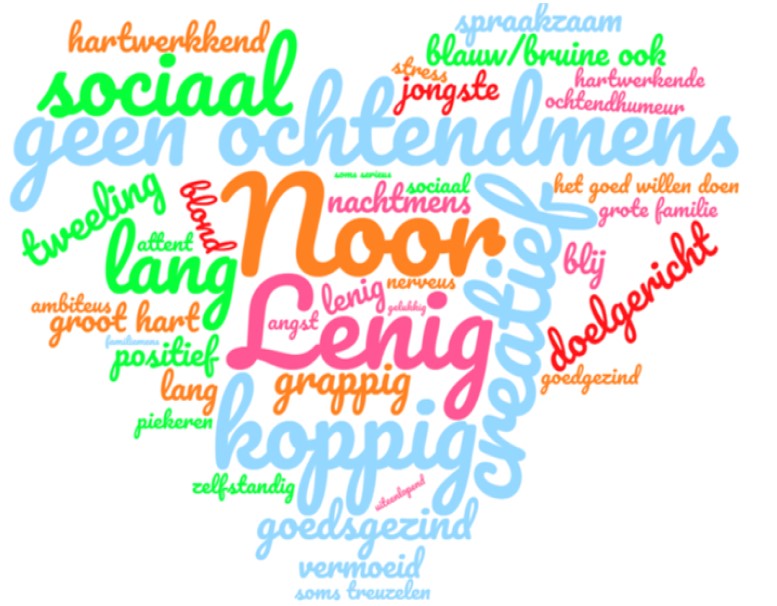 spraakzaam
hartwerkkend
blauw/bruine ook
sociaal
stress
hartwerkende
jongste
ochtendhumeur
geen ochtendmens
soms serieus
tweeling
blond
Noor
nachtmens
sociaal
creatief
het goed willen doen
grote familie
attent
lang
blij
doelgericht
ambiteus
groot hart
Lenig
lenig
nerveus
gelukkig
angst
familiemens
positief
grappig
goedgezind
lang
koppig
piekeren
zelfstandig
uiteenlopend
goedsgezind
vermoeid
soms treuzelen